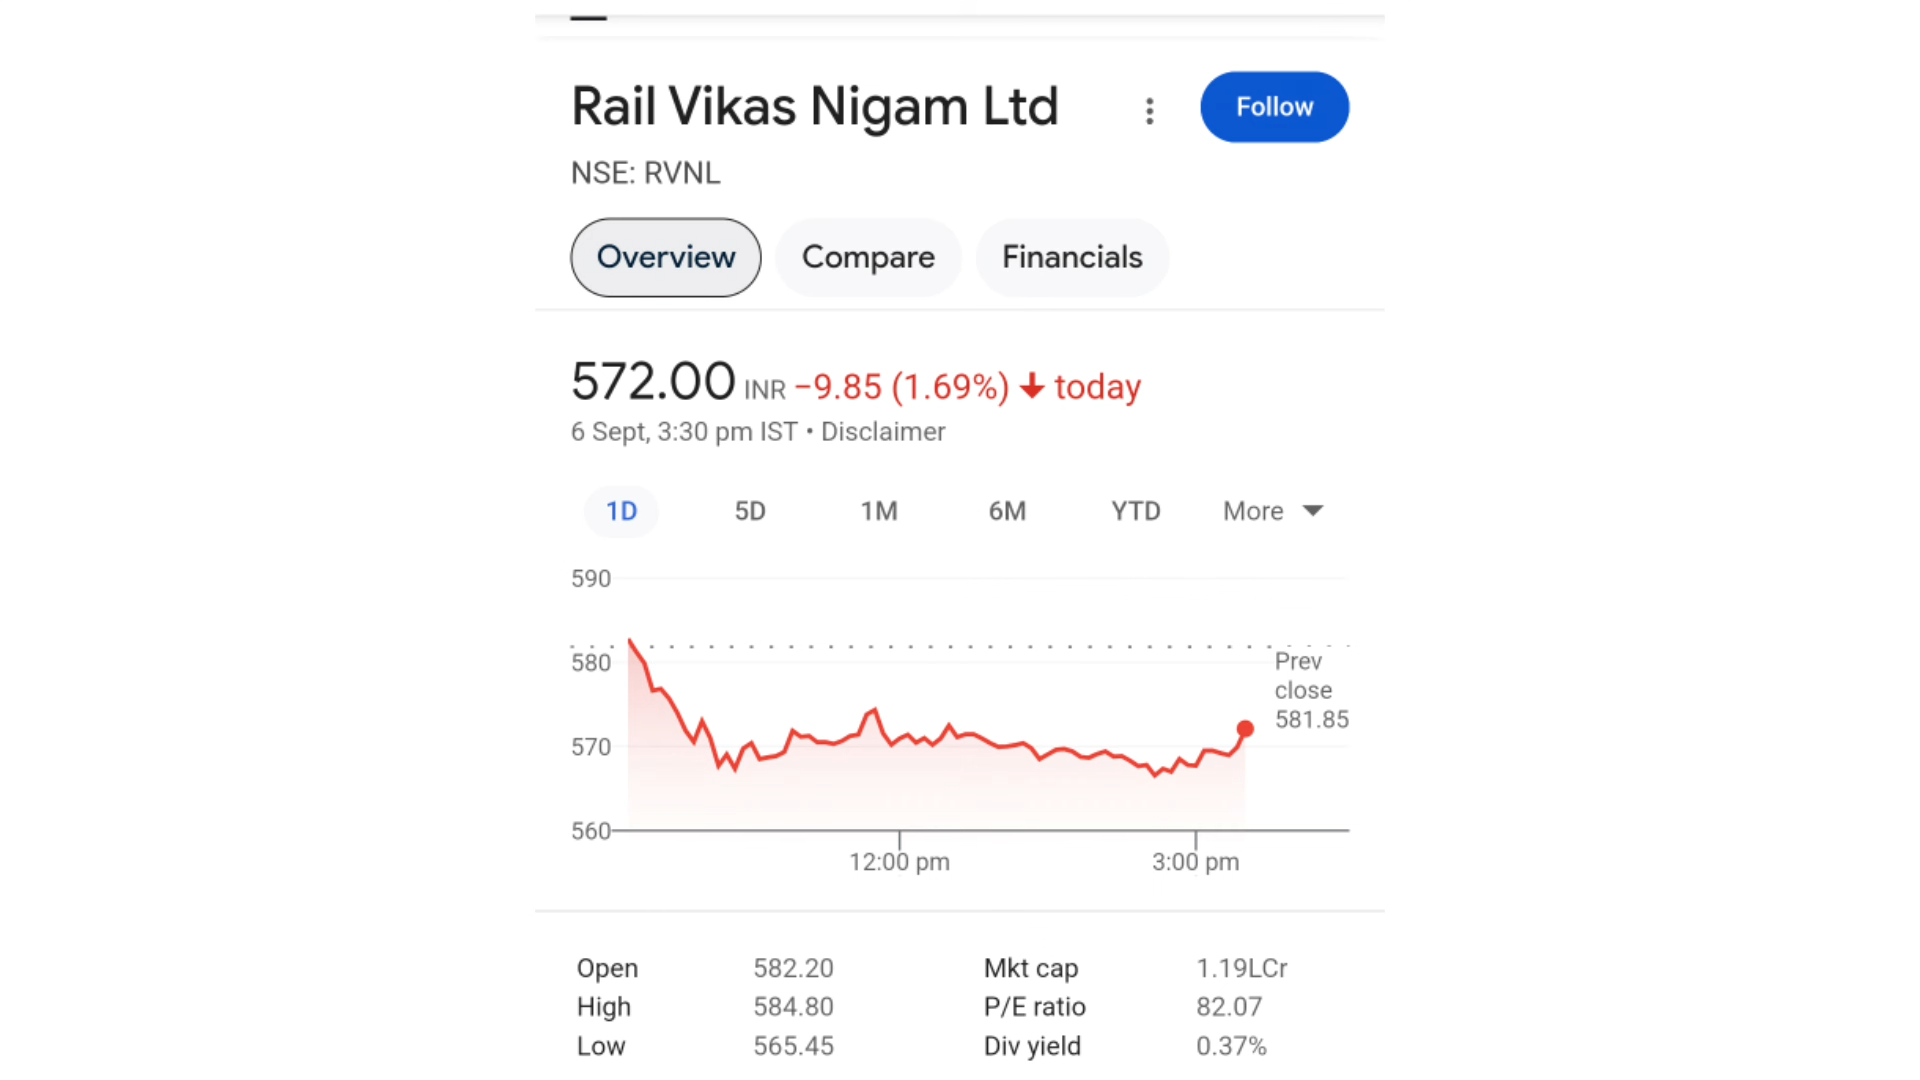 Rail Vikas Nigam Ltd
Follow
NSE: RVNL
Overview Compare Financials
572.00 INR −9.85 (1.69%) ↓ today
6 Sept, 3:30 pm IST • Disclaimer
1D 5D 1M 6M YTD More
590
580
570
560
Prev
close
581.85
12:00 pm 3:00 pm
Open 582.20 Mkt cap 1.19LCr
High 584.80 P/E ratio 82.07
Low 565.45 Div yield 0.37%